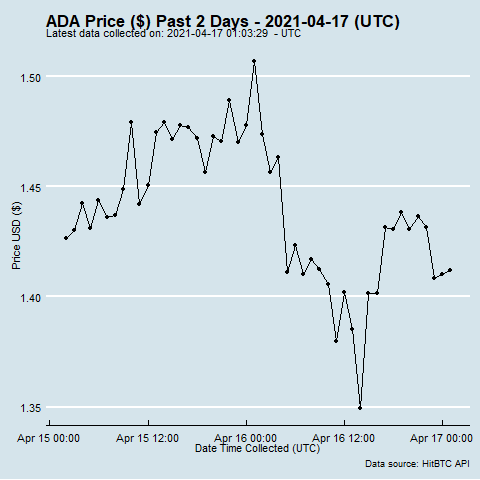 ADA Price ($) Past 2 Days - 2021-04-17 (UTC)
Latest data collected on: 2021-04-17 01:03:29 - UTC
1.50
1.45
1.40
1.35
Price USD ($)
Apr 15 00:00 Apr 15 12:00 Apr 16 00:00 Apr 16 12:00 Apr 17 00:00
Date Time Collected (UTC)
Data source: HitBTC API